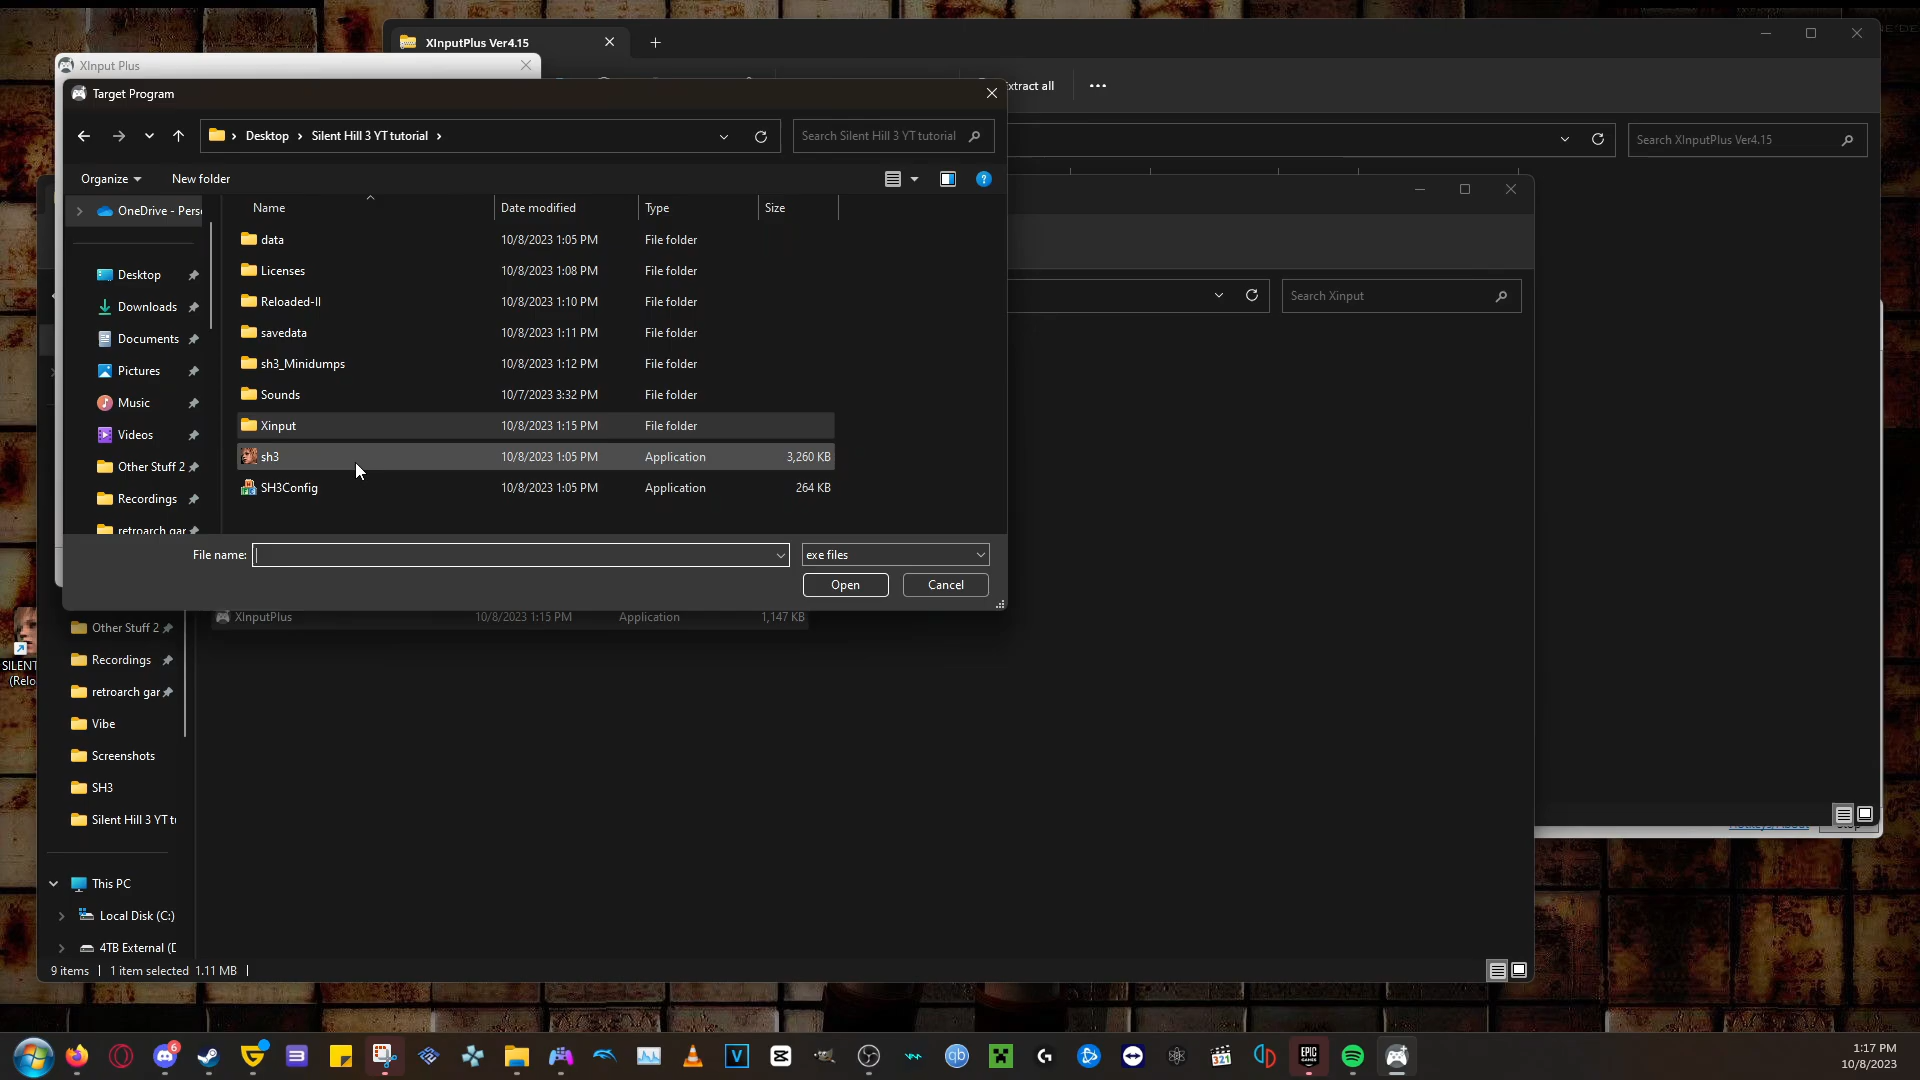 XInputPlus Ver4.15
XInput Plus
Target Program
Extract all
Desktop
Silent Hill 3 YT tutorial
Search Silent Hill 3 YT tutorial
Search XInputPlus Ver4.15
Organize
New folder
OneDrive - Pers
Name
Date modified
Type
Size
data
10/8/2023 1:05 PM
File folder
Licenses
10/8/2023 1:08 PM
File folder
Reloaded-II
10/8/2023 1:10 PM
File folder
savedata
10/8/2023 1:11 PM
File folder
sh3_Minidumps
10/8/2023 1:12 PM
File folder
Sounds
10/7/2023 3:32 PM
File folder
Xinput
10/8/2023 1:15 PM
File folder
sh3
10/8/2023 1:05 PM
Application
3,260 KB
SH3Config
10/8/2023 1:05 PM
Application
264 KB
Desktop
Downloads
Documents
Pictures
Music
Videos
Other Stuff 2
Recordings
retroarch gar
Search Xinput
File name:
exe files
Open
Cancel
XInputPlus
10/8/2023 1:15 PM
Application
1,147 KB
Other Stuff 2
Recordings
retroarch gar
Vibe
Screenshots
SH3
Silent Hill 3 YT tu
This PC
Local Disk (C:)
4TB External (D
9 items
1 item selected 1.11 MB
SILENT
(Relo
6
V
qb
321
EPIC
GAMES
1:17 PM
10/8/2023